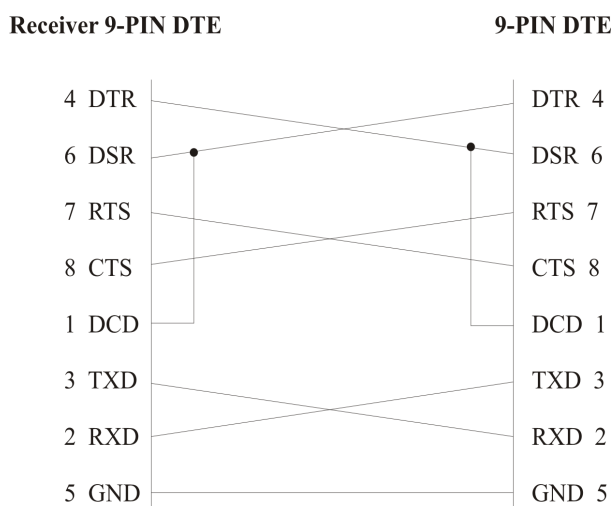 Receiver 9-PIN DTE 9-PIN DTE
4 DTR DTR 4
6 DSR DSR 6
7 RTS RTS 7
8 CTS CTS 8
1 DCD DCD 1
3 TXD TXD 3
2 RXD RXD 2
5 GND GND 5